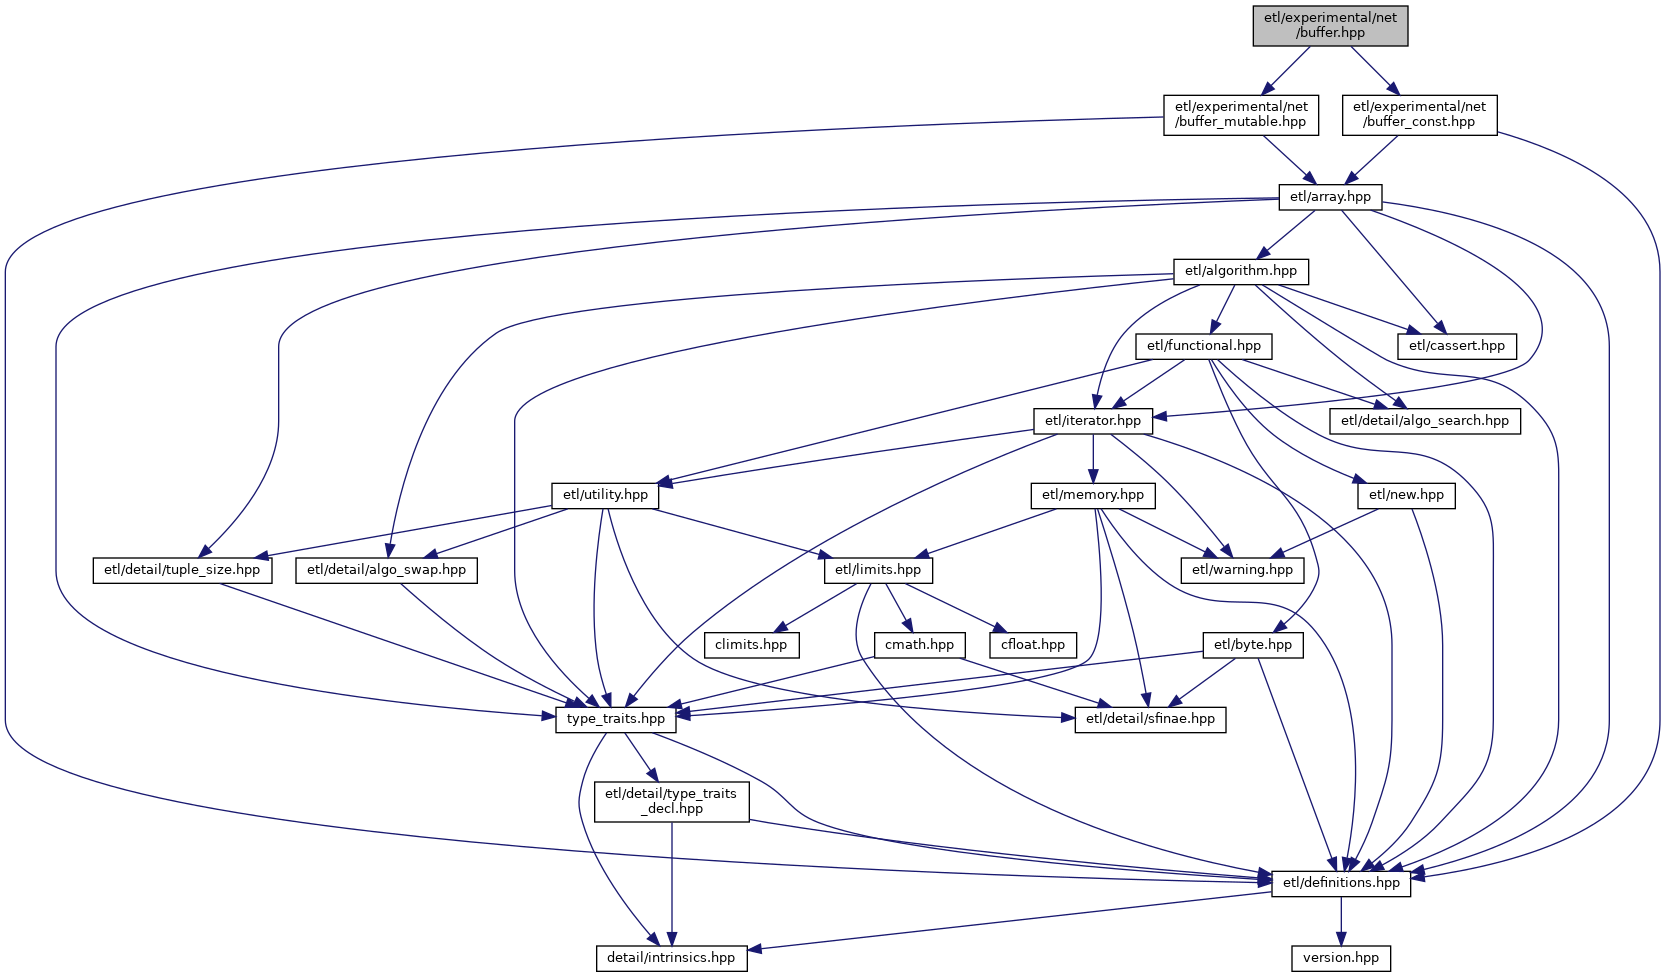 etl/experimental/net
/buffer.hpp
etl/experimental/net
/buffer_mutable.hpp
etl/experimental/net
/buffer_const.hpp
etl/array.hpp
etl/algorithm.hpp
etl/functional.hpp
etl/cassert.hpp
etl/iterator.hpp
etl/detail/algo_search.hpp
etl/utility.hpp
etl/memory.hpp
etl/new.hpp
etl/detail/tuple_size.hpp
etl/detail/algo_swap.hpp
etl/limits.hpp
etl/warning.hpp
climits.hpp
cmath.hpp
cfloat.hpp
etl/byte.hpp
type_traits.hpp
etl/detail/sfinae.hpp
etl/detail/type_traits
_decl.hpp
etl/definitions.hpp
detail/intrinsics.hpp
version.hpp